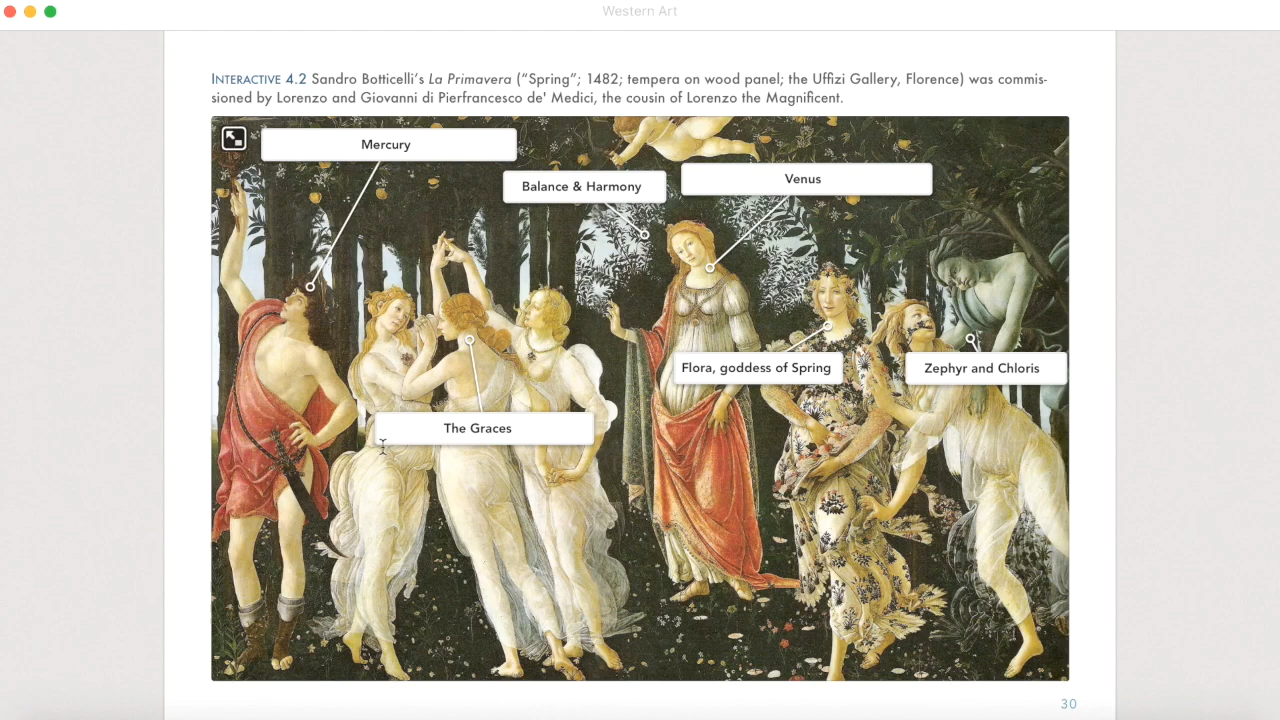 Western Art
INTERACTIVE 4.2 Sandro Botticelli’s La Primavera (“Spring”; 1482; tempera on wood panel; the Uffizi Gallery, Florence) was commis-
sioned by Lorenzo and Giovanni di Pierfrancesco de' Medici, the cousin of Lorenzo the Magnificent.
Mercury
Balance & Harmony
Venus
Flora, goddess of Spring
Zephyr and Chloris
The Graces
30